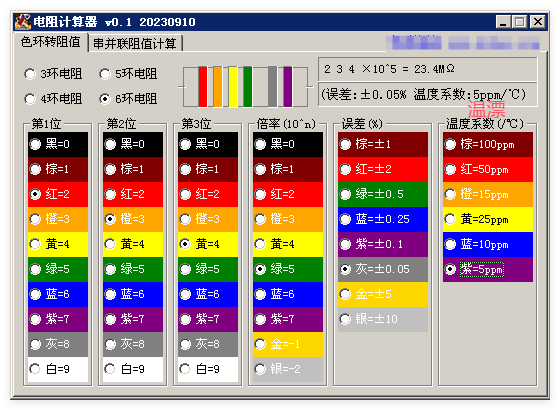 电阻计算器 v0.1 20230910
色环转阻值 串并联阻值计算
3环电阻 5环电阻
4环电阻 6环电阻
2 3 4 ×10^5 = 23.4MΩ
(误差:±0.05% 温度系数:5ppm/℃)
温漂
第1位 第2位 第3位 倍率(10^n) 误差(%) 温度系数(/℃)
黑=0 黑=0 黑=0 黑=0 棕=±1 棕=100ppm
棕=1 棕=1 棕=1 棕=1 红=±2 红=50ppm
红=2 红=2 红=2 红=2 绿=±0.5 橙=15ppm
橙=3 橙=3 橙=3 橙=3 蓝=±0.25 黄=25ppm
黄=4 黄=4 黄=4 黄=4 紫=±0.1 蓝=10ppm
绿=5 绿=5 绿=5 绿=5 灰=±0.05 紫=5ppm
蓝=6 蓝=6 蓝=6 蓝=6 金=±5
紫=7 紫=7 紫=7 紫=7 银=±10
灰=8 灰=8 灰=8 金=-1
白=9 白=9 白=9 银=-2